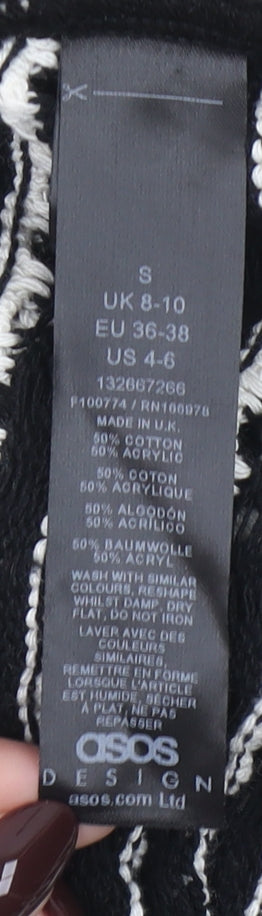 S
UK 8-10
EU 36-38
US 4-6
132667266
F100774 / RN166978
MADE IN U.K.
50% COTTON
50% ACRYLIC
50% COTON
50% ACRYLIQUE
50% ALGODÓN
50% ACRÍLICO
50% BAUMWOLLE
50% ACRYL
WASH WITH SIMILAR
COLOURS, RESHAPE
WHILST DAMP, DRY
FLAT, DO NOT IRON
LAVER AVEC DES
COULEURS
SIMILAIRES,
REMETTRE EN FORME
LORSQUE L'ARTICLE
EST HUMIDE, SÉCHER
À PLAT, NE PAS
REPASSER
asos
DESIGN
asos.com Ltd